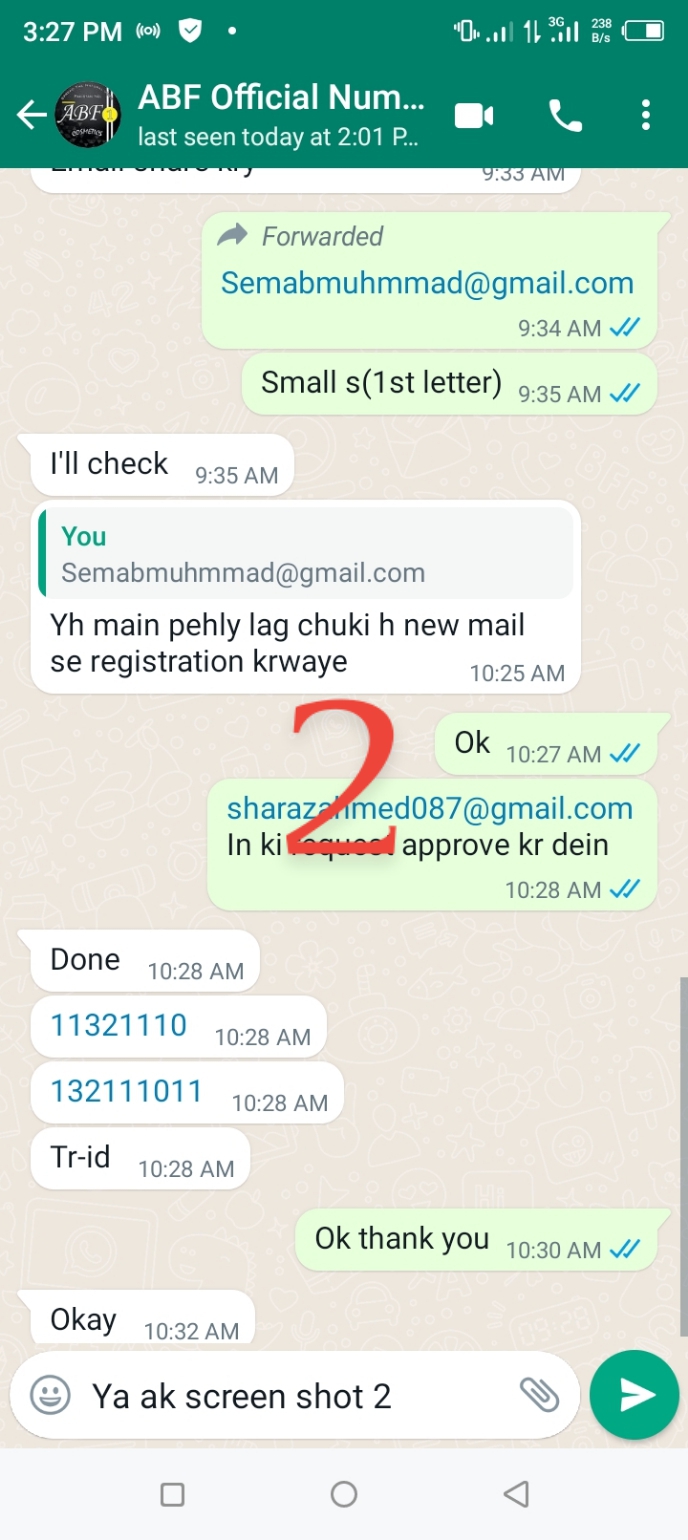 3:27 PM
3G
238 B/s
ABF
COSMETICS
ABF Official Num...
last seen today at 2:01 P...
9:33 AM
Forwarded
Semabmuhmmad@gmail.com
9:34 AM
Small s(1st letter) 9:35 AM
I'll check 9:35 AM
You
Semabmuhmmad@gmail.com
Yh main pehly lag chuki h new mail
se registration krwaye 10:25 AM
2
Ok 10:27 AM
sharazahmed087@gmail.com
In ki request approve kr dein
10:28 AM
Done 10:28 AM
11321110 10:28 AM
132111011 10:28 AM
Tr-id 10:28 AM
Ok thank you 10:30 AM
Okay 10:32 AM
Ya ak screen shot 2